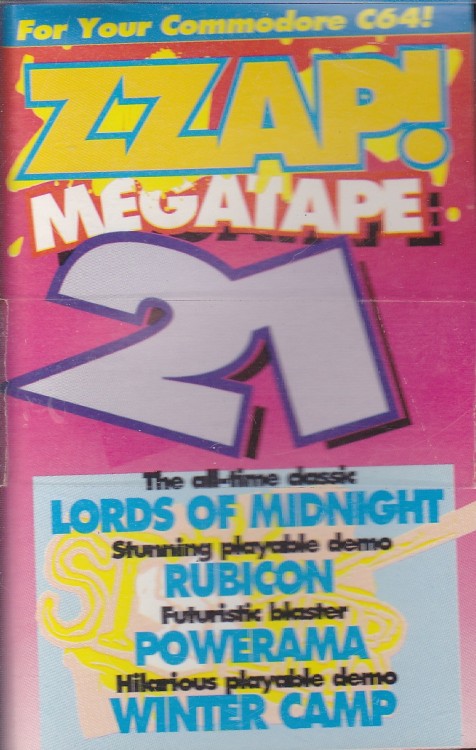 For Your Commodore C64!
ZZAP!
MEGATAPE
21
The all-time classic
LORDS OF MIDNIGHT
Stunning playable demo
RUBICON
Futuristic blaster
POWERAMA
Hilarious playable demo
WINTER CAMP